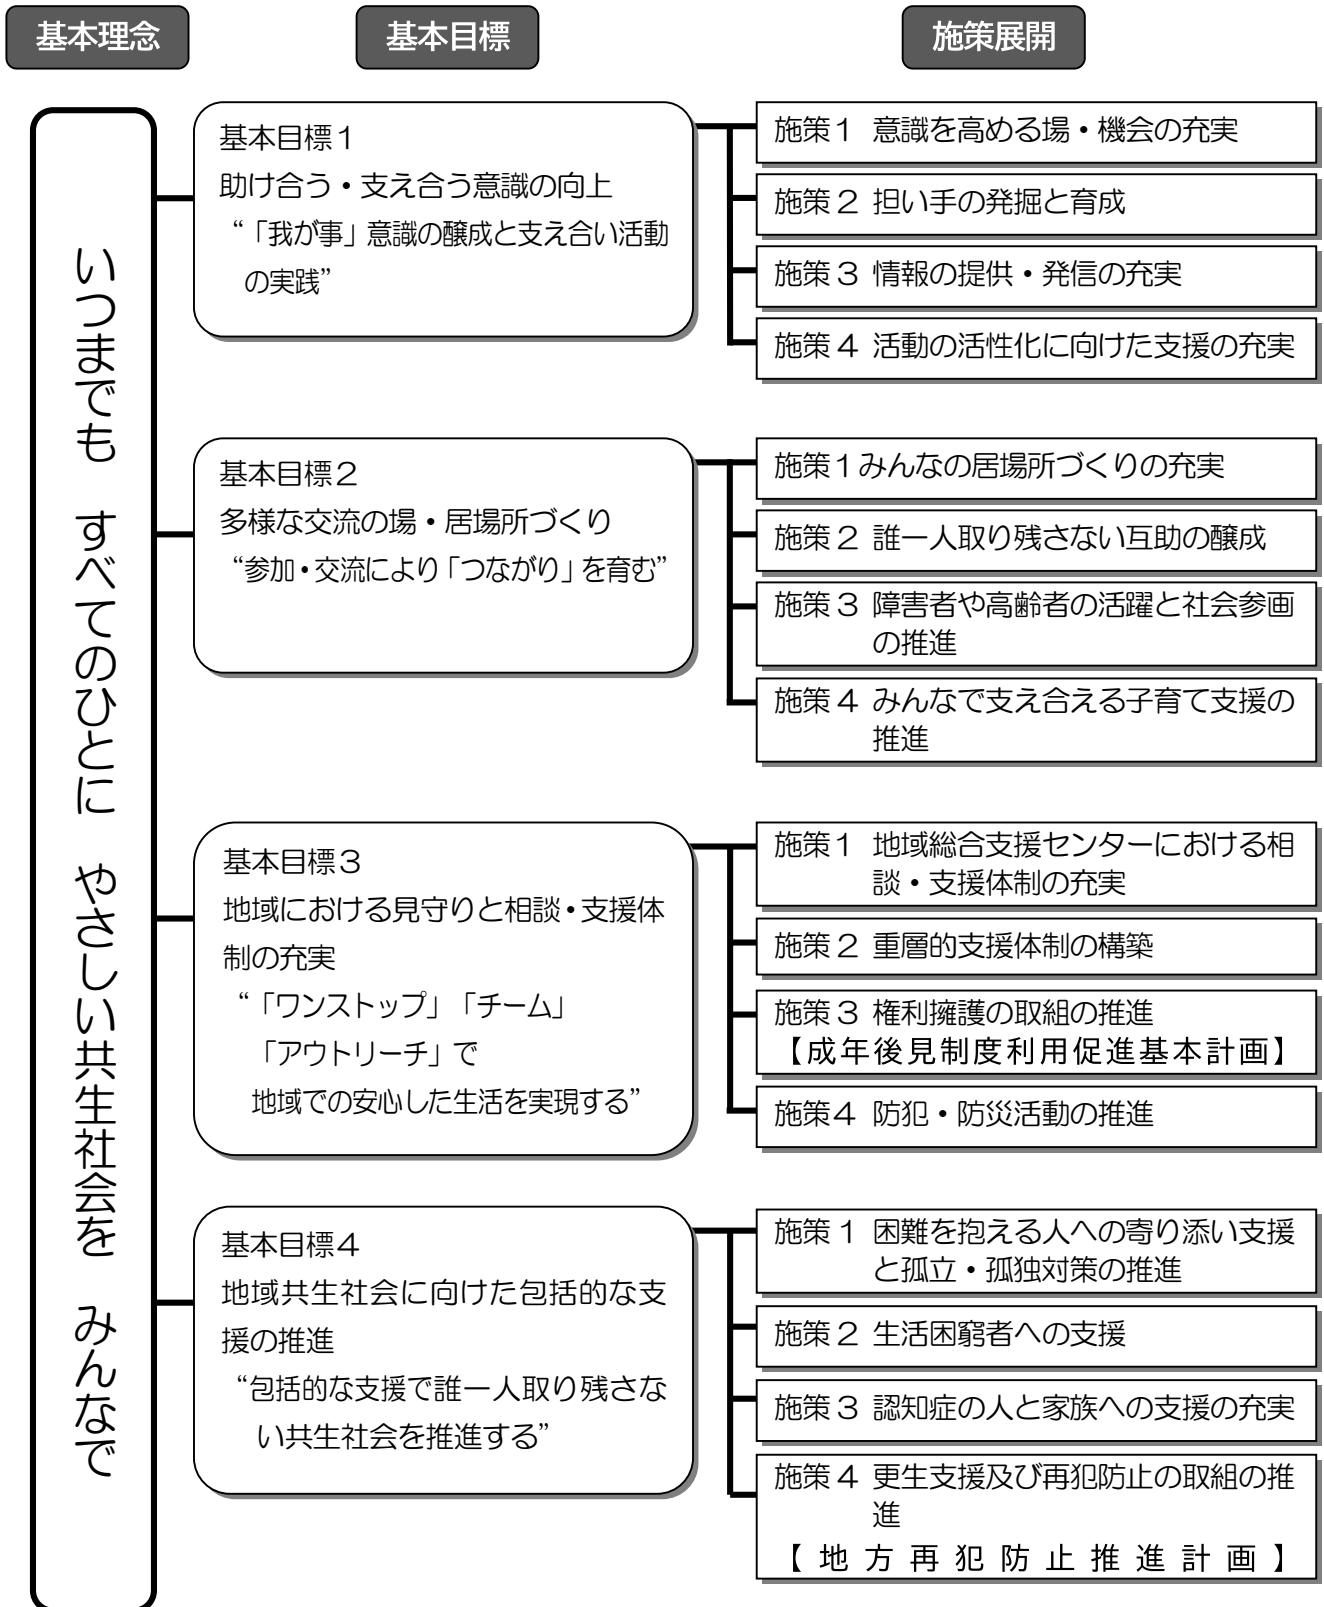 基本理念
基本目標
施策展開
いつまでも　すべてのひとに　やさしい共生社会を　みんなで
基本目標１
助け合う・支え合う意識の向上
“「我が事」意識の醸成と支え合い活動
の実践”
施策１ 意識を高める場・機会の充実
施策２ 担い手の発掘と育成
施策３ 情報の提供・発信の充実
施策４ 活動の活性化に向けた支援の充実
基本目標２
多様な交流の場・居場所づくり
“参加・交流により「つながり」を育む”
施策１みんなの居場所づくりの充実
施策２ 誰一人取り残さない互助の醸成
施策３ 障害者や高齢者の活躍と社会参画
の推進
施策４ みんなで支え合える子育て支援の
推進
基本目標３
地域における見守りと相談・支援体
制の充実
“「ワンストップ」「チーム」
「アウトリーチ」で
地域での安心した生活を実現する”
施策１ 地域総合支援センターにおける相
談・支援体制の充実
施策２ 重層的支援体制の構築
施策３ 権利擁護の取組の推進
【成年後見制度利用促進基本計画】
施策４ 防犯・防災活動の推進
基本目標４
地域共生社会に向けた包括的な支
援の推進
“包括的な支援で誰一人取り残さな
い共生社会を推進する”
施策１ 困難を抱える人への寄り添い支援
と孤立・孤独対策の推進
施策２ 生活困窮者への支援
施策３ 認知症の人と家族への支援の充実
施策４ 更生支援及び再犯防止の取組の推
進
【地方再犯防止推進計画】